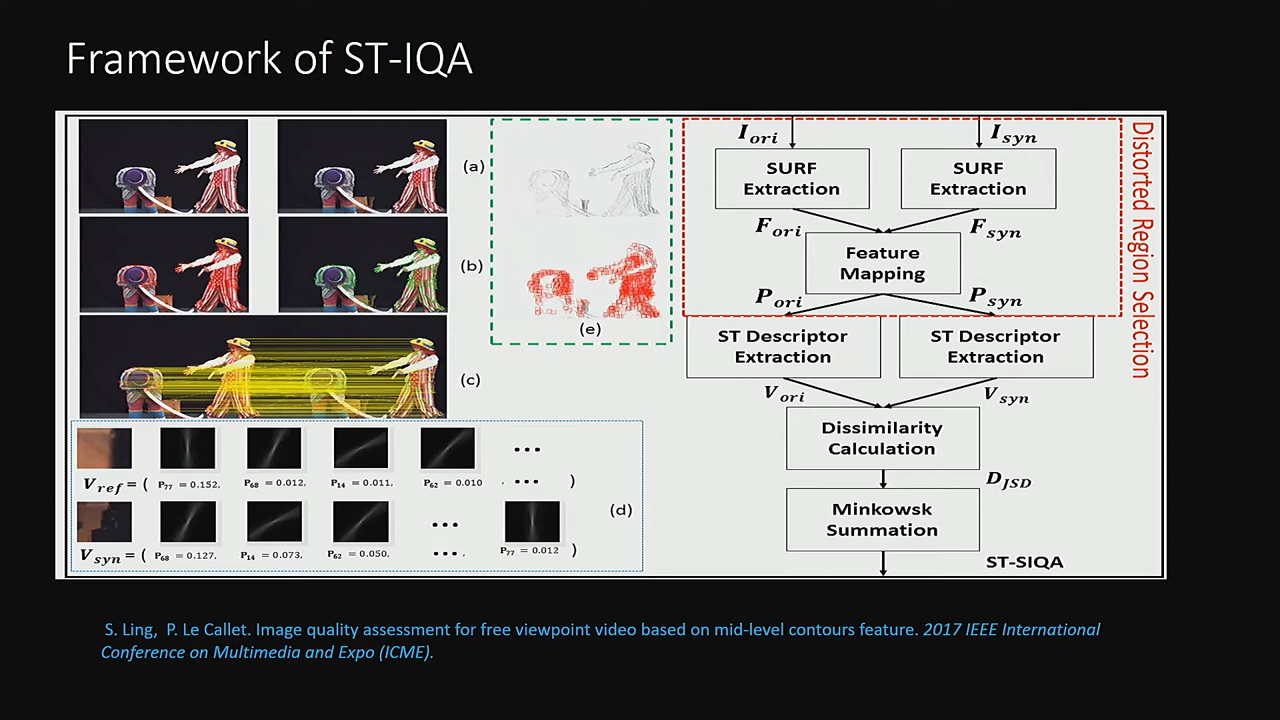 Framework of ST-IQA
(a)
(b)
(c)
(e)
V_ref = ( P_77 = 0.152, P_68 = 0.012, P_14 = 0.011, P_62 = 0.010 , ... )
(d)
V_syn = ( P_68 = 0.127, P_14 = 0.073, P_62 = 0.050, ... , P_77 = 0.012 )
I_ori
I_syn
SURF
Extraction
SURF
Extraction
F_ori
F_syn
Feature
Mapping
P_ori
P_syn
Distorted Region Selection
ST Descriptor
Extraction
ST Descriptor
Extraction
V_ori
V_syn
Dissimilarity
Calculation
D_JSD
Minkowsk
Summation
ST-SIQA
S. Ling, P. Le Callet. Image quality assessment for free viewpoint video based on mid-level contours feature. 2017 IEEE International
Conference on Multimedia and Expo (ICME).